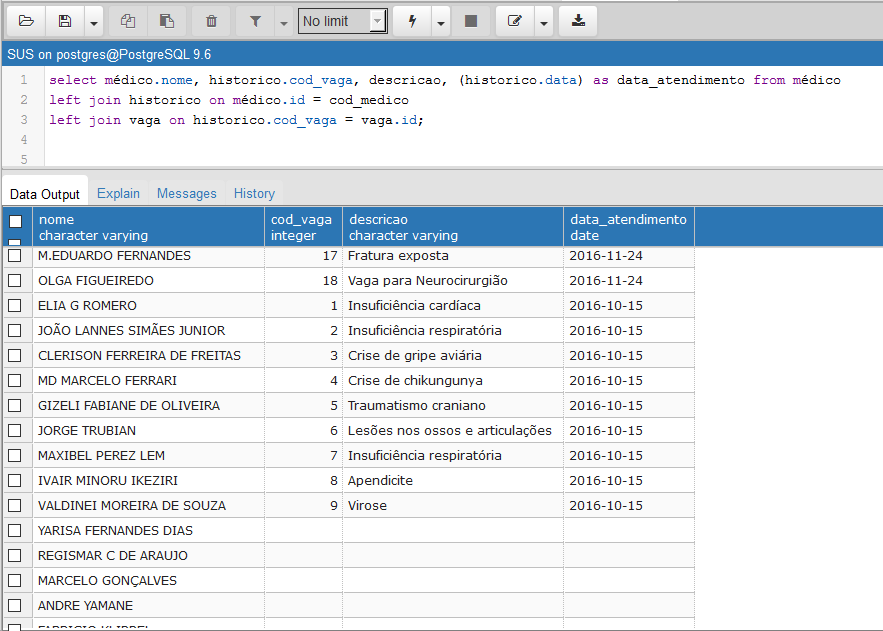 No limit
SUS on postgres@PostgreSQL 9.6
1 select médico.nome, historico.cod_vaga, descricao, (historico.data) as data_atendimento from médico
2 left join historico on médico.id = cod_medico
3 left join vaga on historico.cod_vaga = vaga.id;
4
5
Data Output Explain Messages History
nome cod_vaga descricao data_atendimento
character varying integer character varying date
M.EDUARDO FERNANDES 17 Fratura exposta 2016-11-24
OLGA FIGUEIREDO 18 Vaga para Neurocirurgião 2016-11-24
ELIA G ROMERO 1 Insuficiência cardíaca 2016-10-15
JOÃO LANNES SIMÃES JUNIOR 2 Insuficiência respiratória 2016-10-15
CLERISON FERREIRA DE FREITAS 3 Crise de gripe aviária 2016-10-15
MD MARCELO FERRARI 4 Crise de chikungunya 2016-10-15
GIZELI FABIANE DE OLIVEIRA 5 Traumatismo craniano 2016-10-15
JORGE TRUBIAN 6 Lesões nos ossos e articulações 2016-10-15
MAXIBEL PEREZ LEM 7 Insuficiência respiratória 2016-10-15
IVAIR MINORU IKEZIRI 8 Apendicite 2016-10-15
VALDINEI MOREIRA DE SOUZA 9 Virose 2016-10-15
YARISA FERNANDES DIAS
REGISMAR C DE ARAUJO
MARCELO GONÇALVES
ANDRE YAMANE